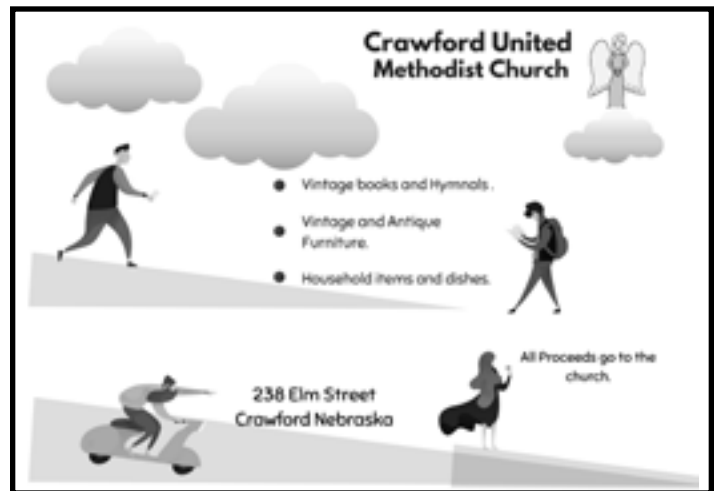 Crawford United
Methodist Church
Vintage books and Hymnals .
Vintage and Antique
Furniture.
Household items and dishes.
All Proceeds go to the
church.
238 Elm Street
Crawford Nebraska